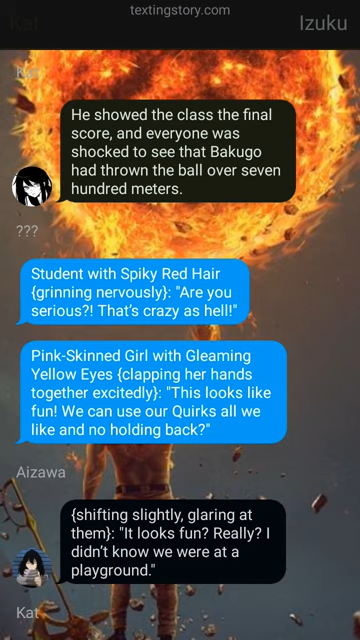 textingstory.com
Kat
Izuku
He showed the class the final
score, and everyone was
shocked to see that Bakugo
had thrown the ball over seven
hundred meters.
???
Student with Spiky Red Hair
{grinning nervously}: "Are you
serious?! That's crazy as hell!"
Pink-Skinned Girl with Gleaming
Yellow Eyes {clapping her hands
together excitedly}: "This looks like
fun! We can use our Quirks all we
like and no holding back?"
Aizawa
{shifting slightly, glaring at
them}: "It looks fun? Really? I
didn't know we were at a
playground."
Kat